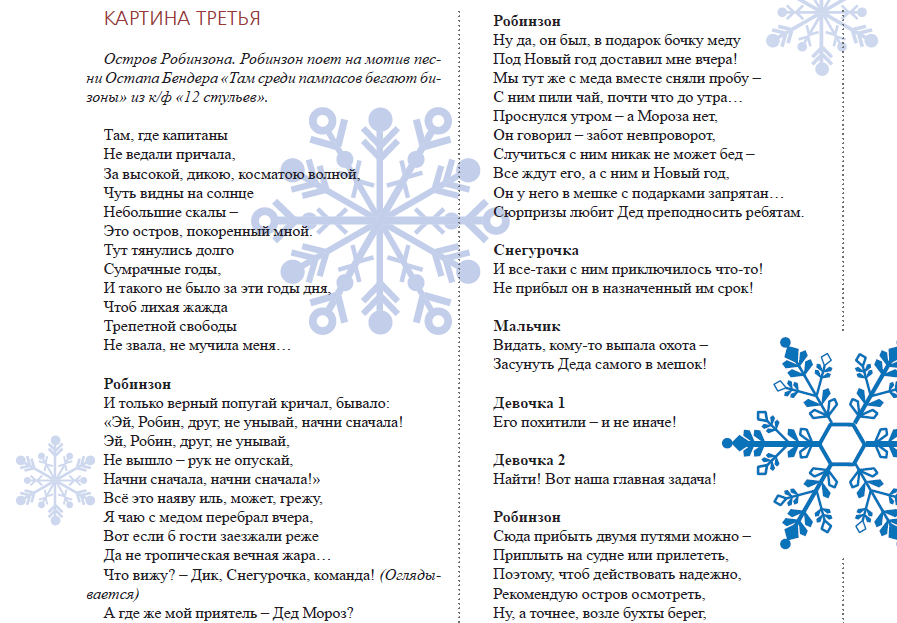 КАРТИНА ТРЕТЬЯ
Остров Робинзона. Робинзон поет на мотив пес-
ни Остапа Бендера «Там среди пампасов бегают би-
зоны» из к/ф «12 стульев».
Там, где капитаны
Не ведали причала,
За высокой, дикою, косматою волной,
Чуть видны на солнце
Небольшие скалы –
Это остров, покоренный мной.
Тут тянулись долго
Сумрачные годы,
И такого не было за эти годы дня,
Чтоб лихая жажда
Трепетной свободы
Не звала, не мучила меня…
Робинзон
И только верный попугай кричал, бывало:
«Эй, Робин, друг, не унывай, начни сначала!
Эй, Робин, друг, не унывай,
Не вышло – рук не опускай,
Начни сначала, начни сначала!»
Всё это наяву иль, может, грежу,
Я чаю с медом перебрал вчера,
Вот если б гости заезжали реже
Да не тропическая вечная жара…
Что вижу? – Дик, Снегурочка, команда! (Огляды-
вается)
А где же мой приятель – Дед Мороз?
Робинзон
Ну да, он был, в подарок бочку меду
Под Новый год доставил мне вчера!
Мы тут же с меда вместе сняли пробу –
С ним пили чай, почти что до утра…
Проснулся утром – а Мороза нет,
Он говорил – забот невпроворот,
Случиться с ним никак не может бед –
Все ждут его, а с ним и Новый год,
Он у него в мешке с подарками запрятан…
Сюрпризы любит Дед преподносить ребятам.
Снегурочка
И все-таки с ним приключилось что-то!
Не прибыл он в назначенный им срок!
Мальчик
Видать, кому-то выпала охота –
Засунуть Деда самого в мешок!
Девочка 1
Его похитили – и не иначе!
Девочка 2
Найти! Вот наша главная задача!
Робинзон
Сюда прибыть двумя путями можно –
Приплыть на судне или прилететь,
Поэтому, чтоб действовать надежно,
Рекомендую остров осмотреть,
Ну, а точнее, возле бухты берег,